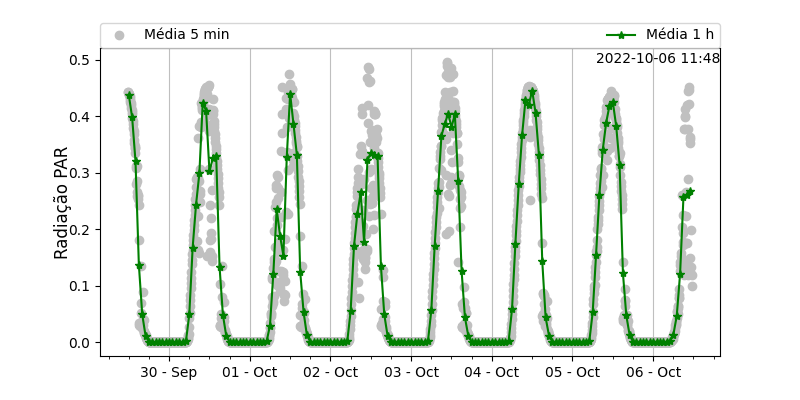 Média 5 min
Média 1 h
2022-10-06 11:48
Radiação PAR
0.5
0.4
0.3
0.2
0.1
0.0
30 - Sep
01 - Oct
02 - Oct
03 - Oct
04 - Oct
05 - Oct
06 - Oct